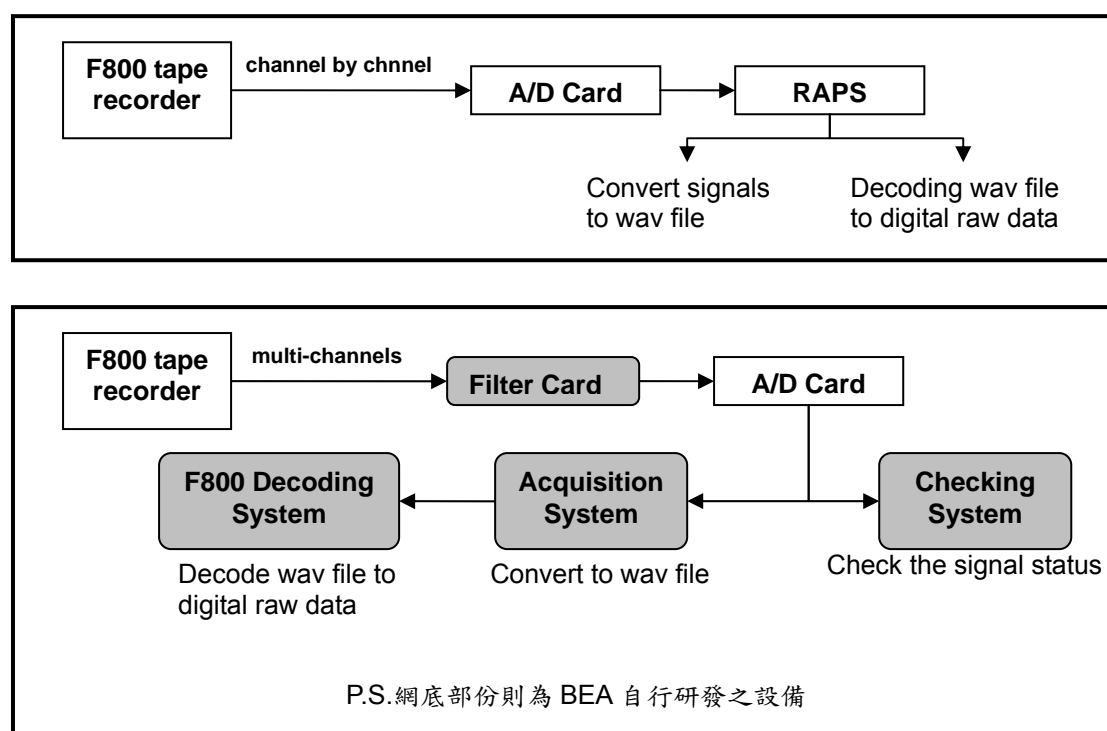 F800 tape
recorder
channel by chnnel
A/D Card
RAPS
Convert signals
to wav file
Decoding wav file
to digital raw data
F800 tape
recorder
multi-channels
Filter Card
A/D Card
F800 Decoding
System
Acquisition
System
Checking
System
Decode wav file to
digital raw data
Convert to wav file
Check the signal status
P.S.網底部份則為 BEA 自行研發之設備